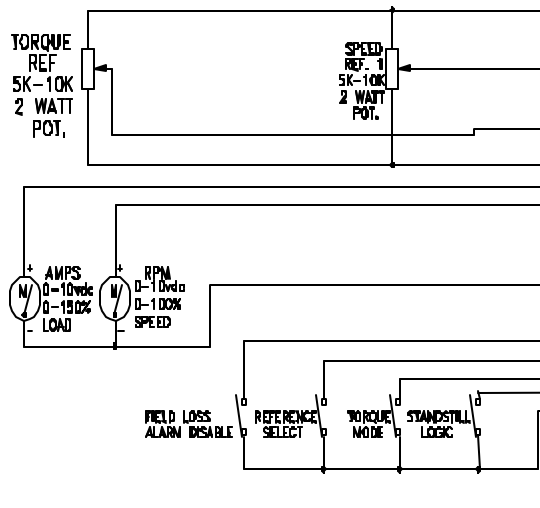 TORQUE
REF
5K-10K
2 WATT
POT.
SPEED
REF. 1
5K-10K
2 WATT
POT.
+ AMPS
M 0-10vdc
0-150%
- LOAD
+ RPM
M 0-10vdc
0-100%
- SPEED
FIELD LOSS
ALARM DISABLE
REFERENCE
SELECT
TORQUE
MODE
STANDSTILL
LOGIC